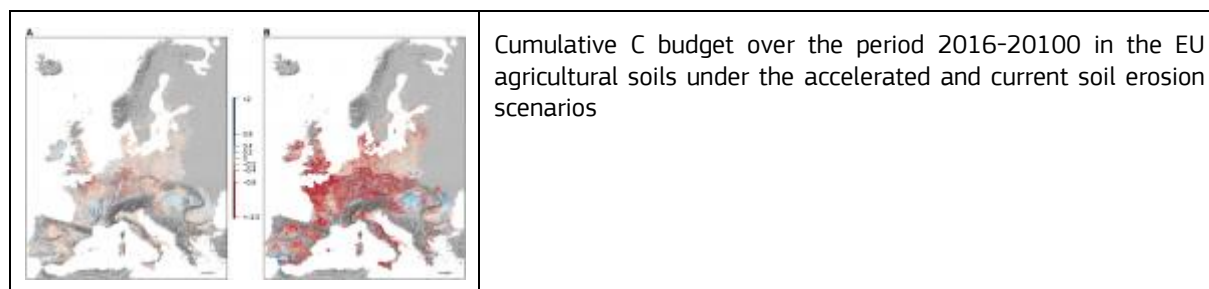 A
B
Cumulative C budget over the period 2016-20100 in the EU
agricultural soils under the accelerated and current soil erosion
scenarios